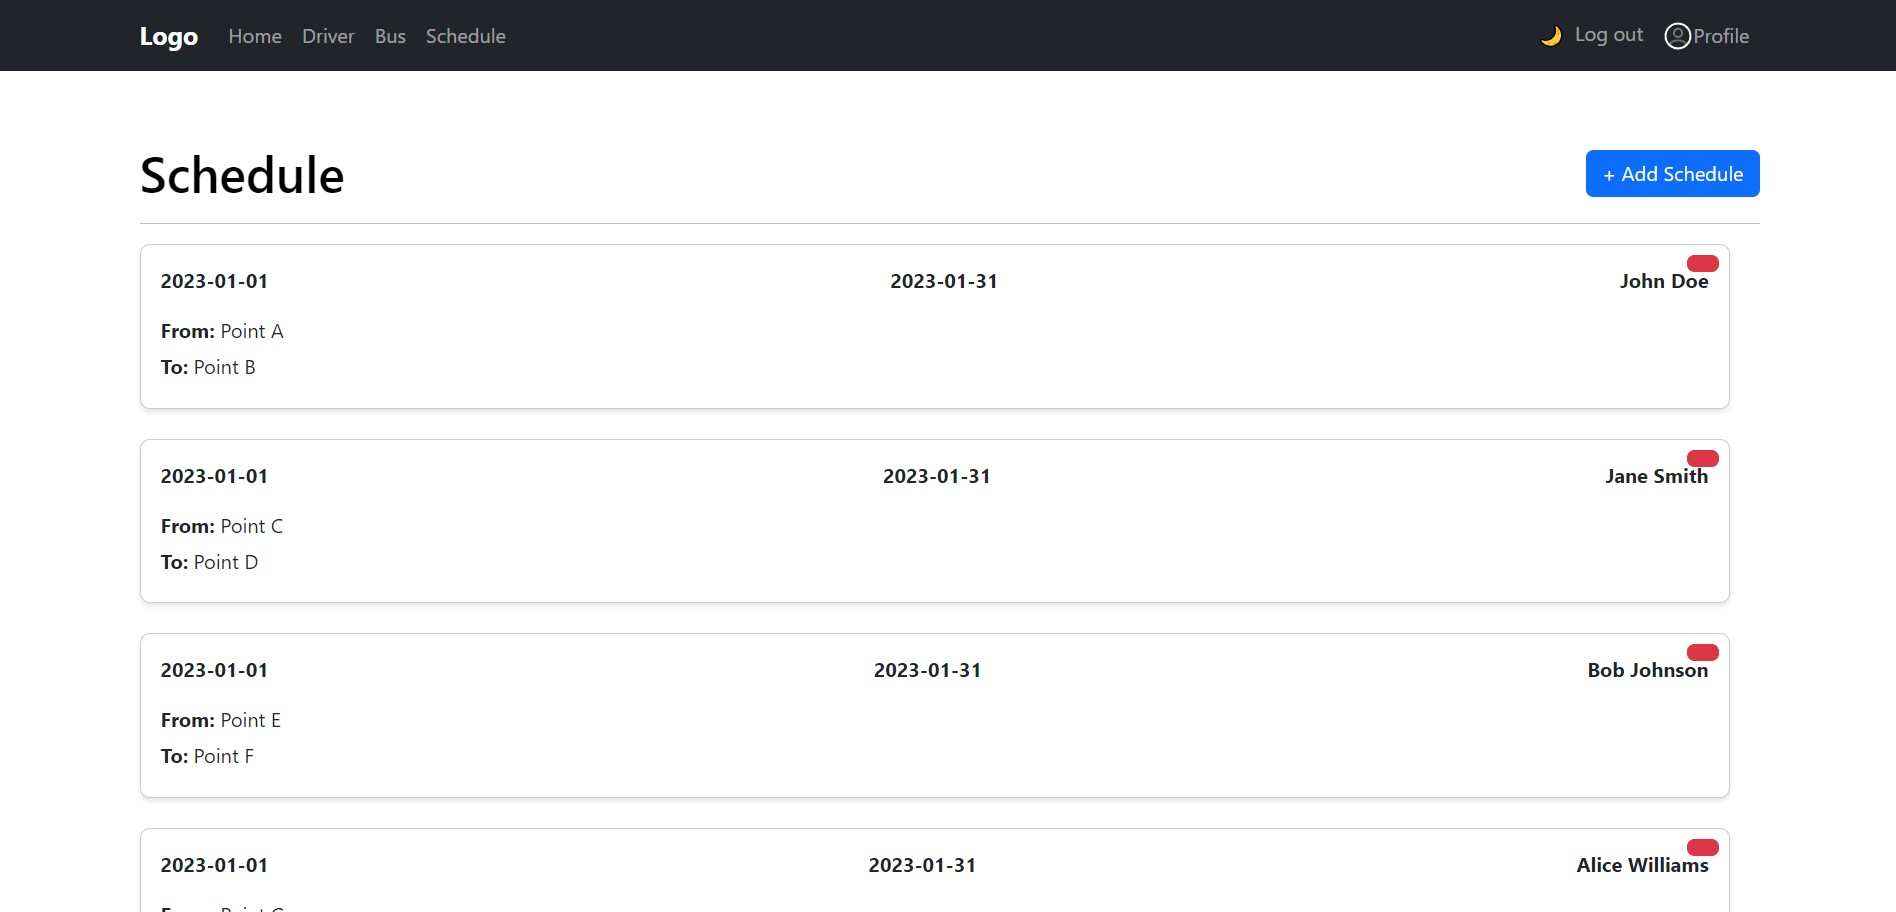 Logo Home Driver Bus Schedule Log out Profile
Schedule + Add Schedule
2023-01-01 2023-01-31 John Doe
From: Point A
To: Point B
2023-01-01 2023-01-31 Jane Smith
From: Point C
To: Point D
2023-01-01 2023-01-31 Bob Johnson
From: Point E
To: Point F
2023-01-01 2023-01-31 Alice Williams